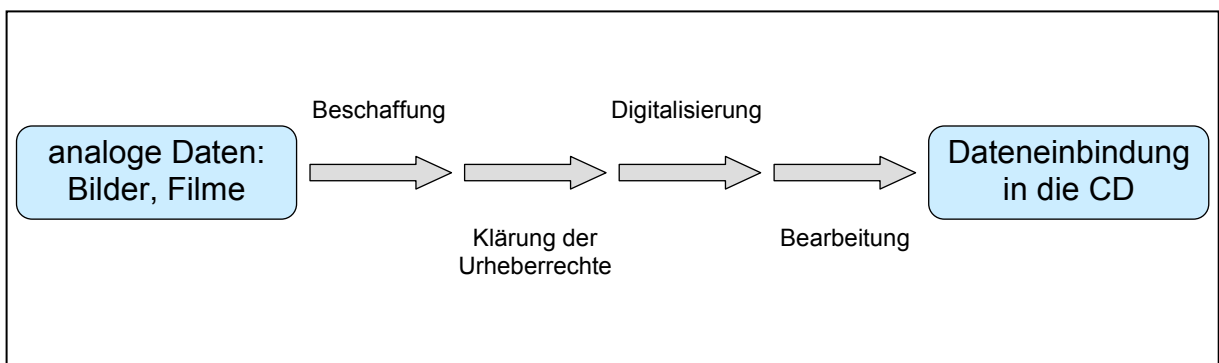 analoge Daten:
Bilder, Filme
Beschaffung
Klärung der
Urheberrechte
Digitalisierung
Bearbeitung
Dateneinbindung
in die CD